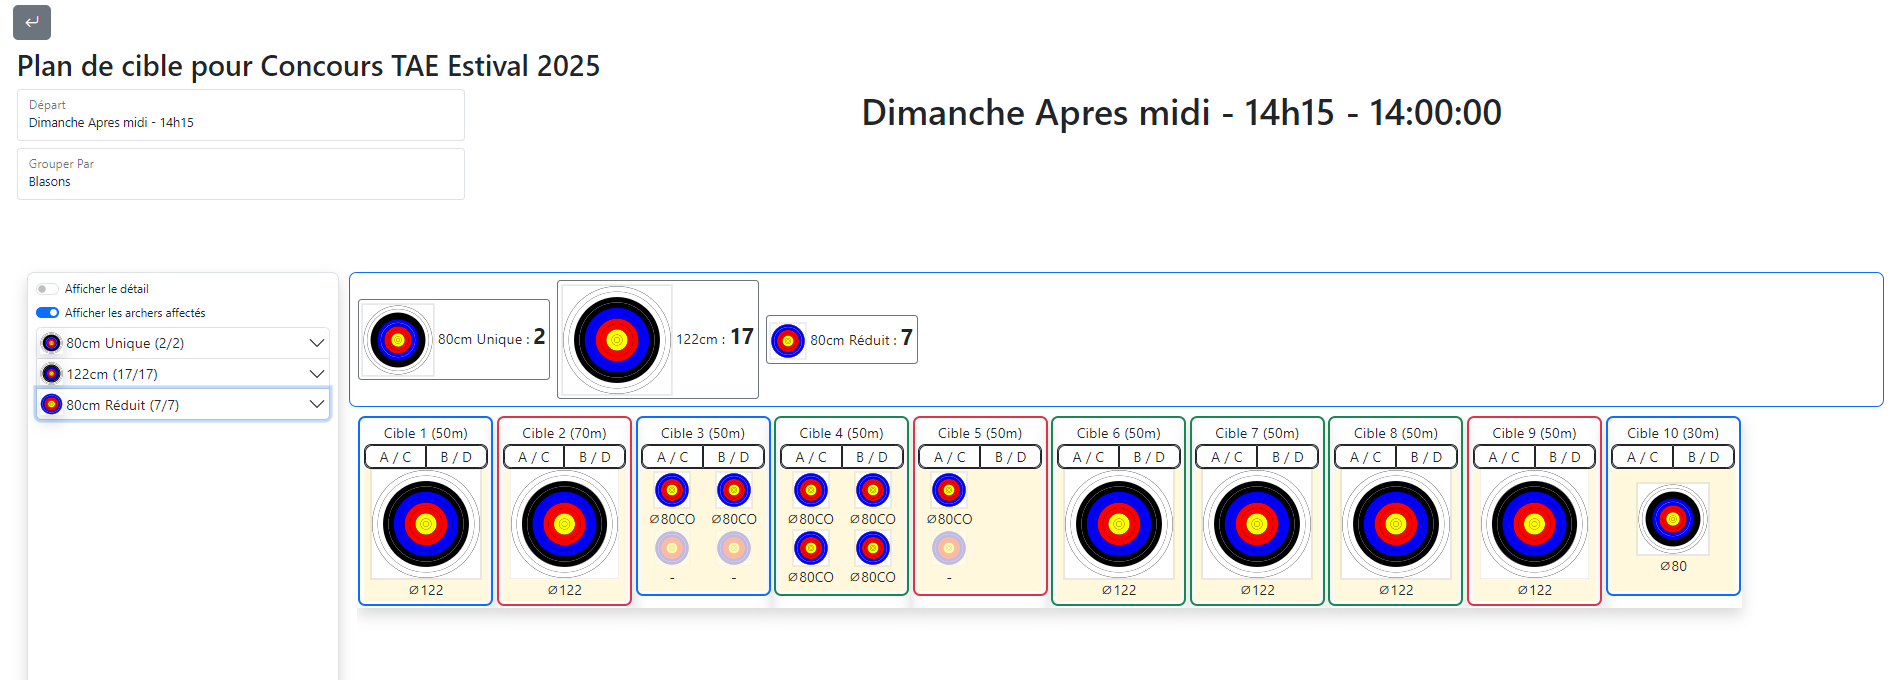 Plan de cible pour Concours TAE Estival 2025
Départ
Dimanche Apres midi - 14h15
Dimanche Apres midi - 14h15 - 14:00:00
Grouper Par
Blasons
Afficher le détail
Afficher les archers affectés
80cm Unique (2/2)
122cm (17/17)
80cm Réduit (7/7)
80cm Unique : 2
122cm : 17
80cm Réduit : 7
Cible 1 (50m)
A / C B / D
∅122
Cible 2 (70m)
A / C B / D
∅122
Cible 3 (50m)
A / C B / D
∅80CO ∅80CO
- -
Cible 4 (50m)
A / C B / D
∅80CO ∅80CO
∅80CO ∅80CO
Cible 5 (50m)
A / C B / D
∅80CO
-
Cible 6 (50m)
A / C B / D
∅122
Cible 7 (50m)
A / C B / D
∅122
Cible 8 (50m)
A / C B / D
∅122
Cible 9 (50m)
A / C B / D
∅122
Cible 10 (30m)
A / C B / D
∅80